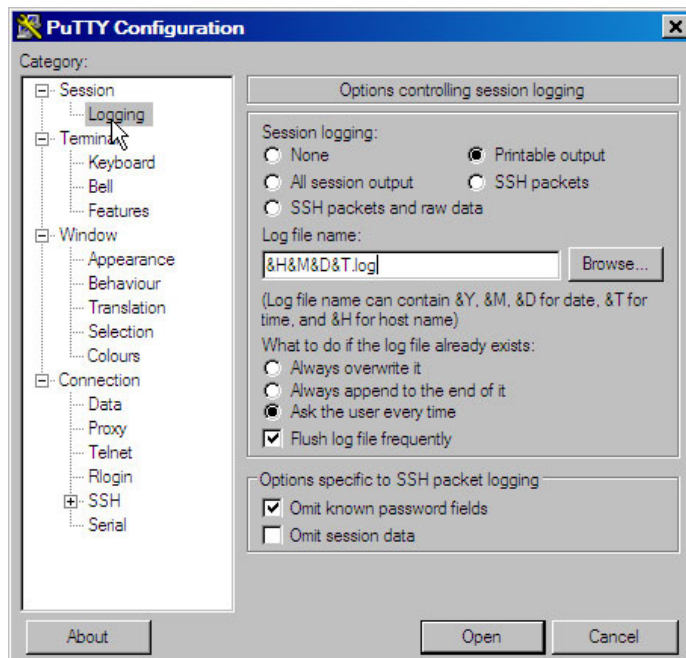 PuTTY Configuration
Category:
Session
Logging
Terminal
Keyboard
Bell
Features
Window
Appearance
Behaviour
Translation
Selection
Colours
Connection
Data
Proxy
Telnet
Rlogin
SSH
Serial
Options controlling session logging
Session logging:
None
Printable output
All session output
SSH packets
SSH packets and raw data
Log file name:
&H&M&D&T.log
Browse...
(Log file name can contain &Y, &M, &D for date, &T for
time, and &H for host name)
What to do if the log file already exists:
Always overwrite it
Always append to the end of it
Ask the user every time
Flush log file frequently
Options specific to SSH packet logging
Omit known password fields
Omit session data
About
Open
Cancel